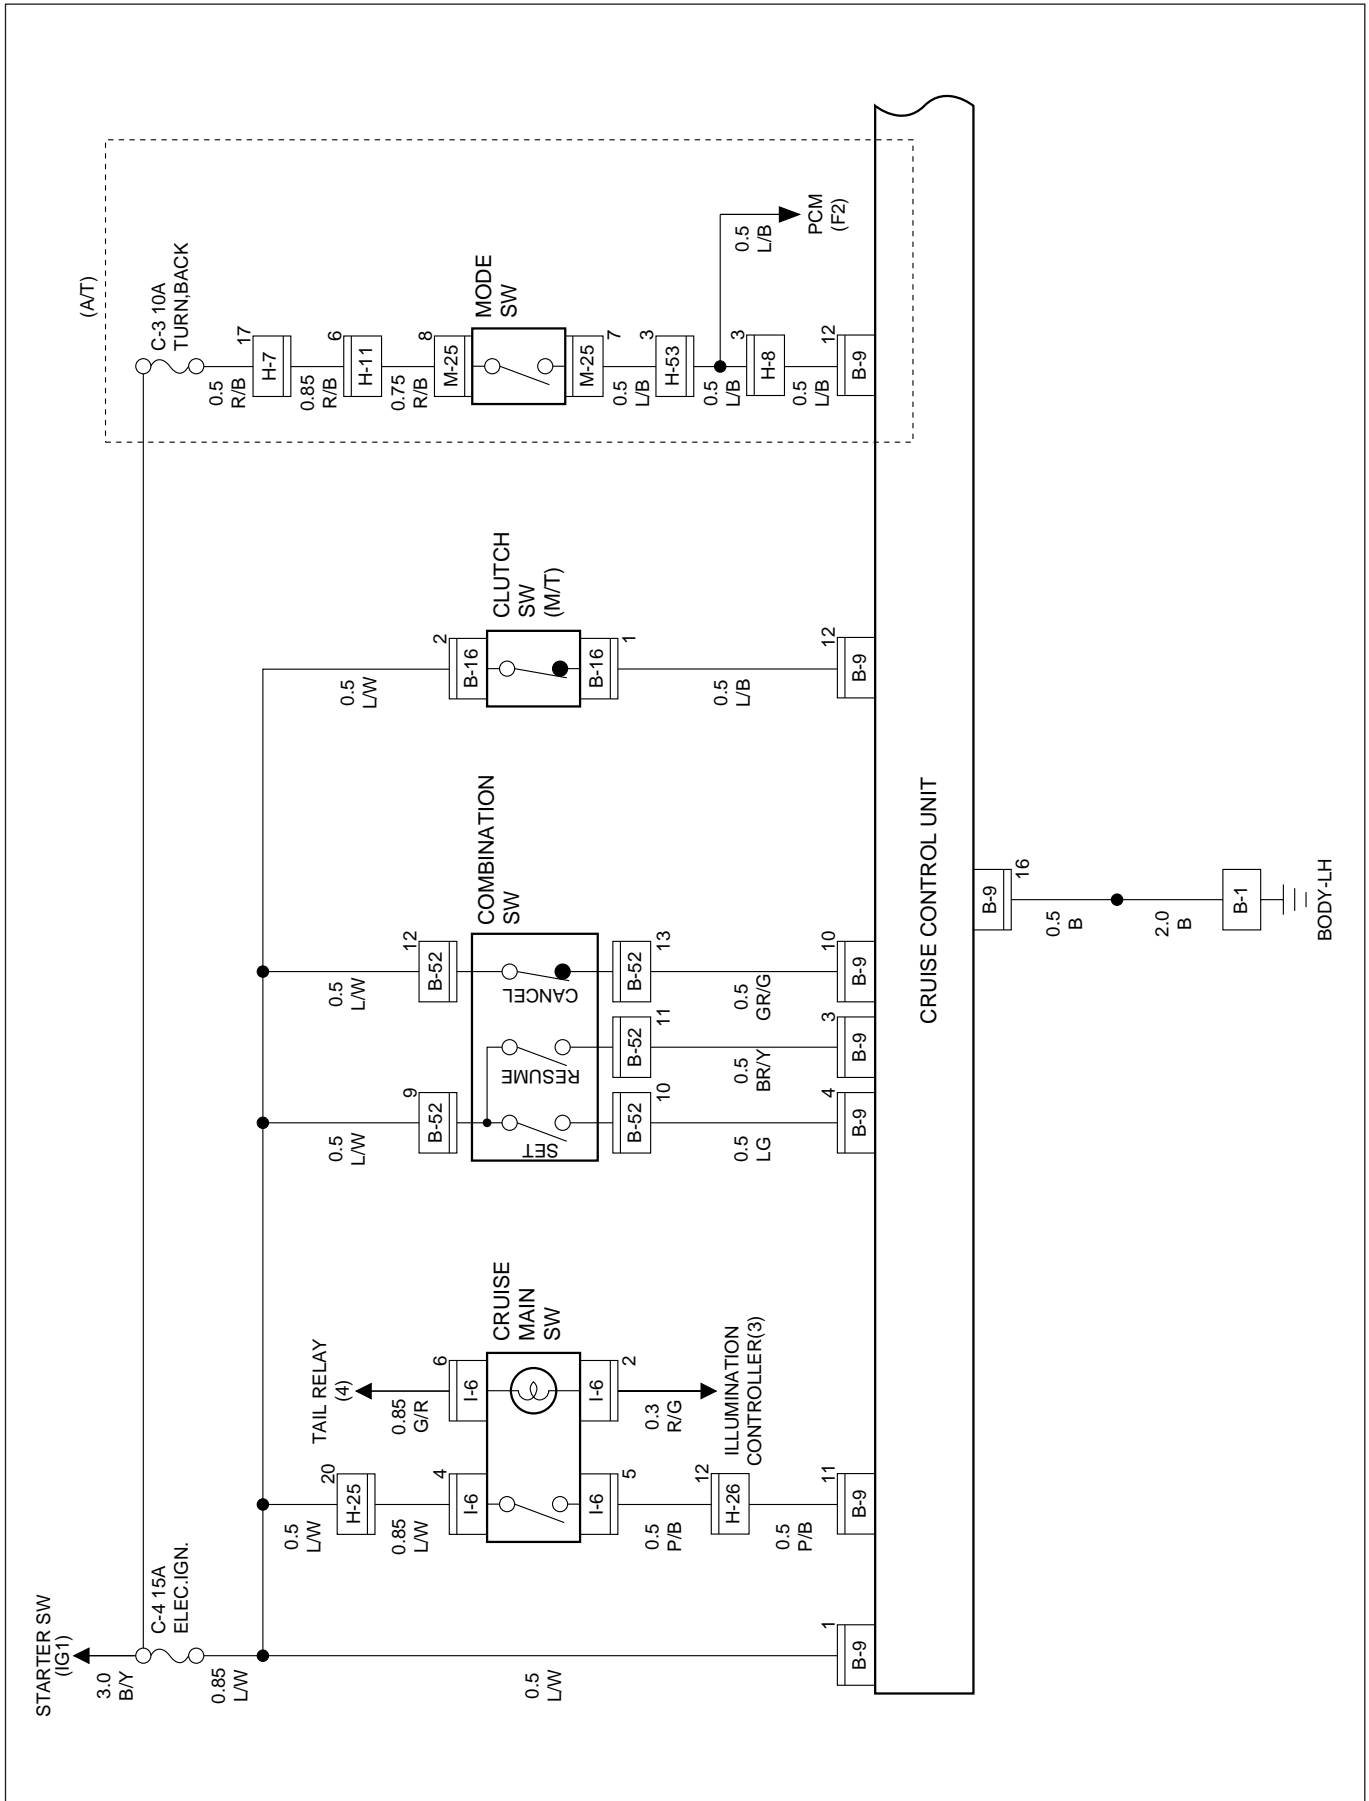 STARTER SW
(IG1)
3.0
B/Y
C-4 15A
ELEC.IGN.
0.85
L/W
0.5
L/W
1
B-9
0.5
L/W
20
H-25
0.85
L/W
4
I-6
I-6
5
0.5
P/B
12
H-26
0.5
P/B
11
B-9
TAIL RELAY
(4)
0.85
G/R
6
I-6
CRUISE
MAIN
SW
I-6
2
0.3
R/G
ILLUMINATION
CONTROLLER(3)
0.5
L/W
9
B-52
SET
B-52
10
0.5
LG
4
B-9
RESUME
B-52
11
0.5
BR/Y
3
B-9
0.5
L/W
12
B-52
COMBINATION
SW
CANCEL
B-52
13
0.5
GR/G
10
B-9
0.5
L/W
2
B-16
CLUTCH
SW
(M/T)
B-16
1
0.5
L/B
12
B-9
(A/T)
C-3 10A
TURN,BACK
0.5
R/B
17
H-7
0.85
R/B
6
H-11
0.75
R/B
8
M-25
MODE
SW
M-25
7
0.5
L/B
3
H-53
0.5
L/B
3
H-8
0.5
L/B
12
B-9
0.5
L/B
PCM
(F2)
CRUISE CONTROL UNIT
B-9
16
0.5
B
2.0
B
B-1
BODY-LH